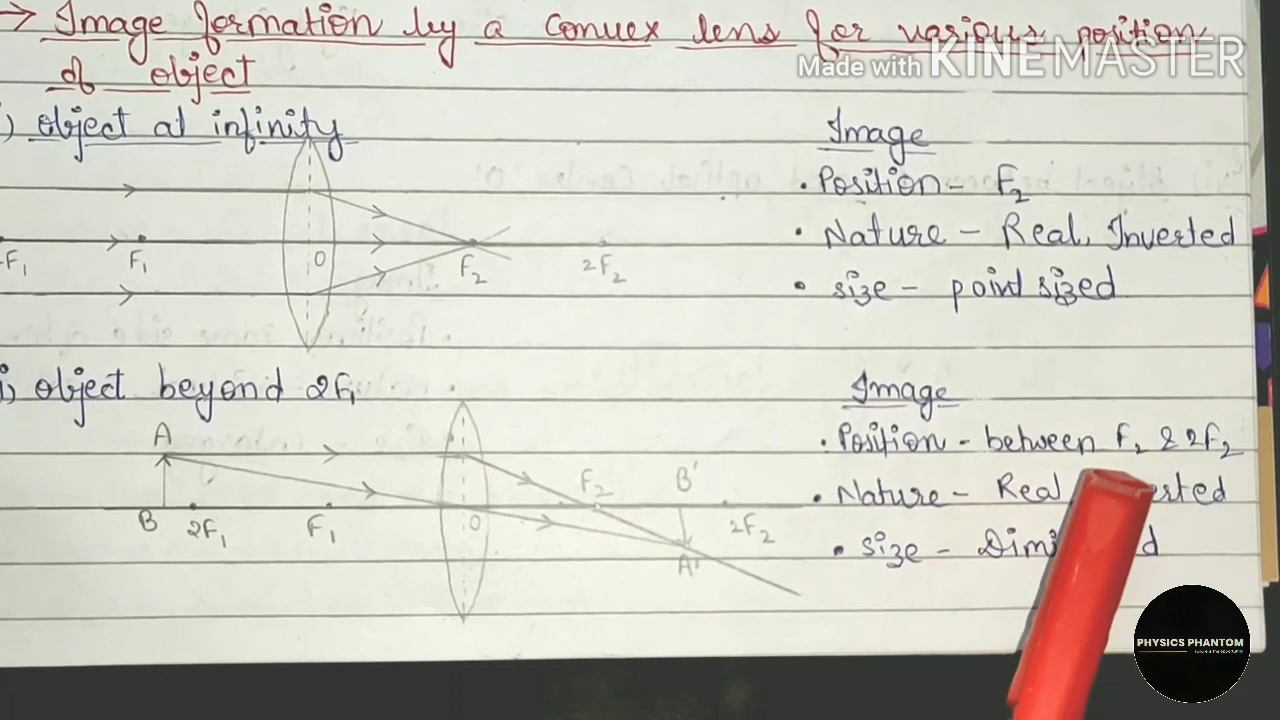 → Image formation by a convex lens for various position
of object
Made with KINEMASTER
) object at infinity
Image
• Position - F₂
• Nature - Real, Inverted
• size - point sized
F₁
F₁
O
F₂
2F₂
i) object beyond 2F₁
Image
• Position - between F₂ & 2F₂
• Nature - Real
• size -
A
B
2F₁
F₁
O
F₂
B'
A'
2F₂
PHYSICS PHANTOM